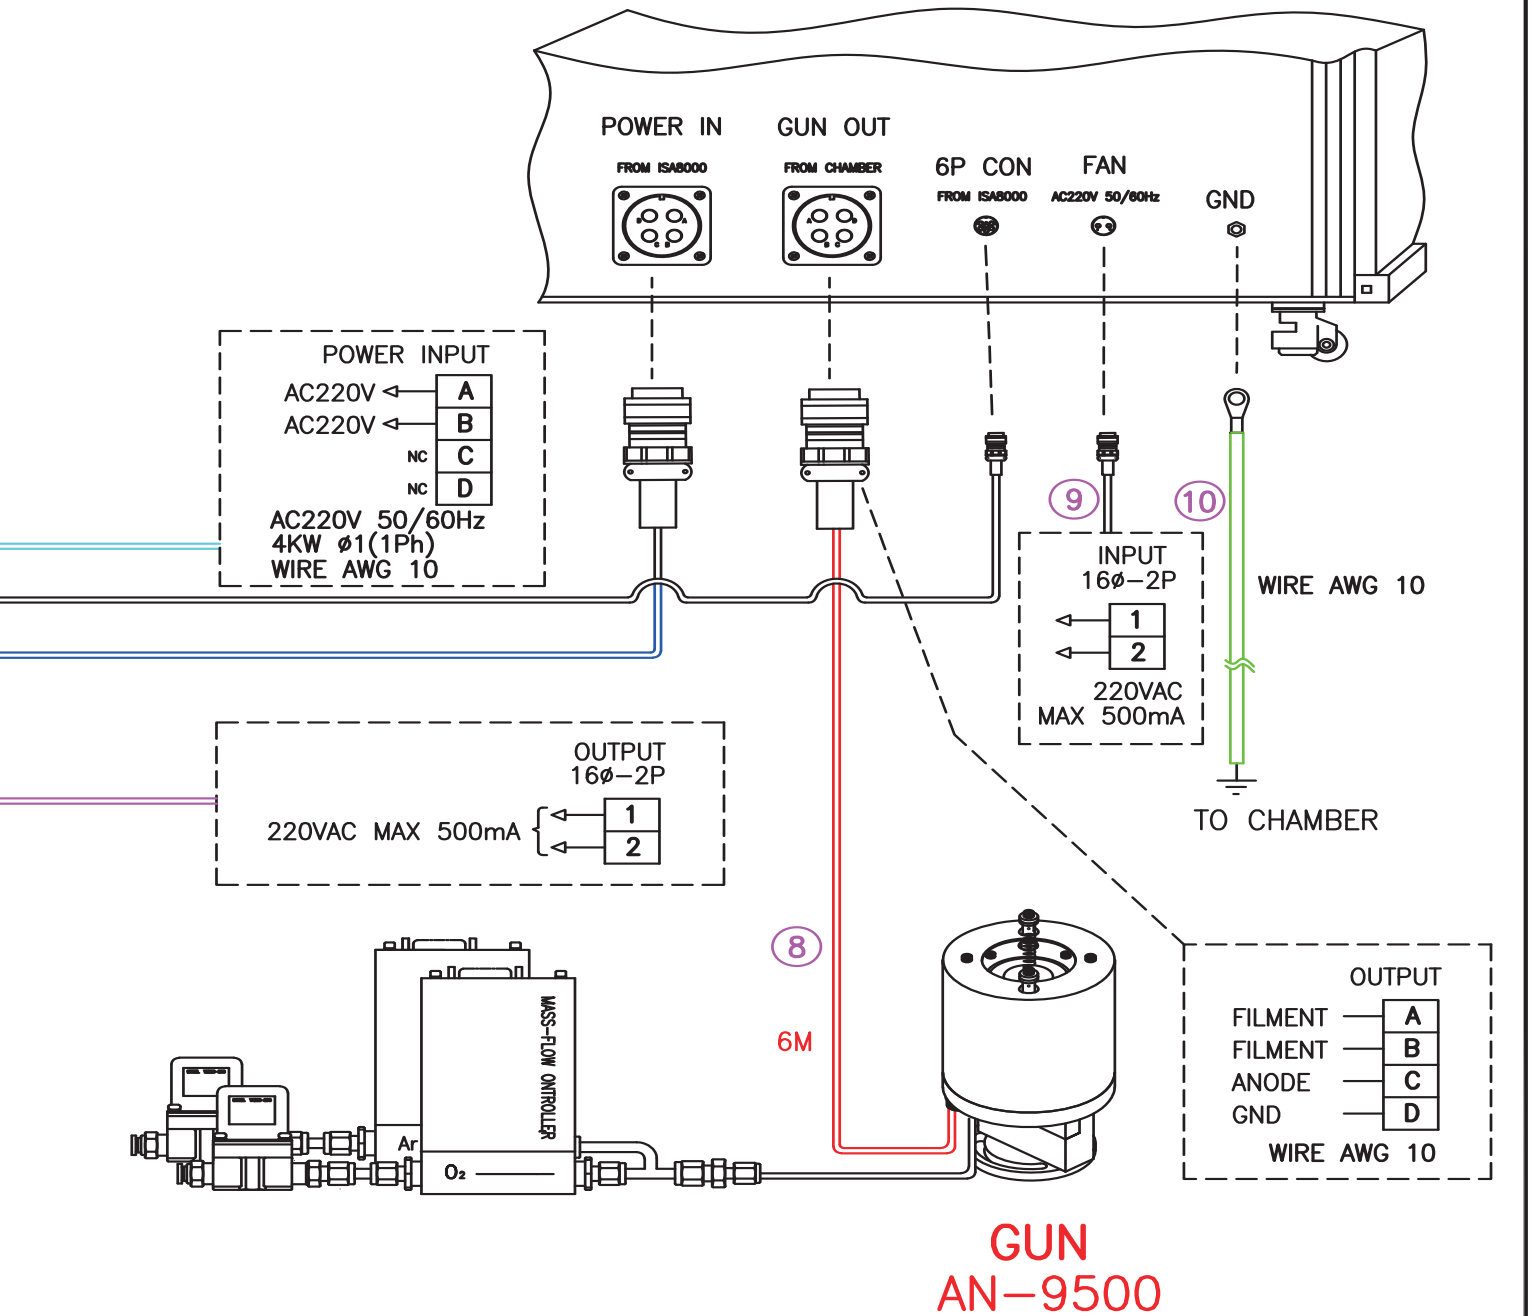 POWER IN
FROM ISA8000
GUN OUT
FROM CHAMBER
6P CON
FROM ISA8000
FAN
AC220V 50/60Hz
GND
POWER INPUT
AC220V A
AC220V B
NC C
NC D
AC220V 50/60Hz
4KW ø1(1Ph)
WIRE AWG 10
9
10
INPUT
16ø-2P
1
2
220VAC
MAX 500mA
WIRE AWG 10
TO CHAMBER
OUTPUT
16ø-2P
220VAC MAX 500mA
1
2
8
6M
MASS-FLOW ONTROLLER
Ar
O₂
OUTPUT
FILMENT A
FILMENT B
ANODE C
GND D
WIRE AWG 10
GUN
AN-9500